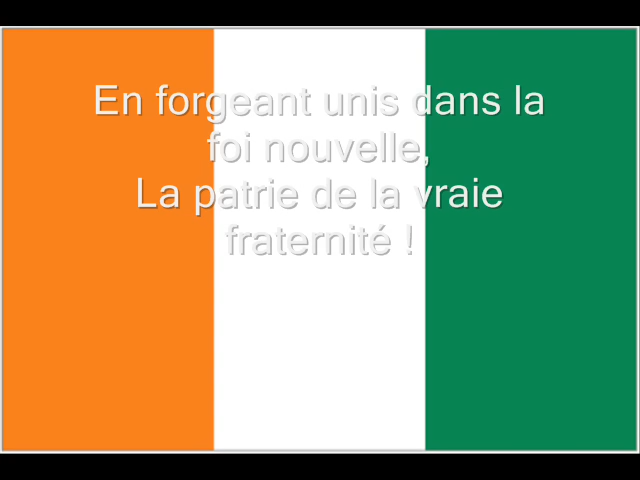 En forgeant unis dans la
foi nouvelle,
La patrie de la vraie
fraternité !